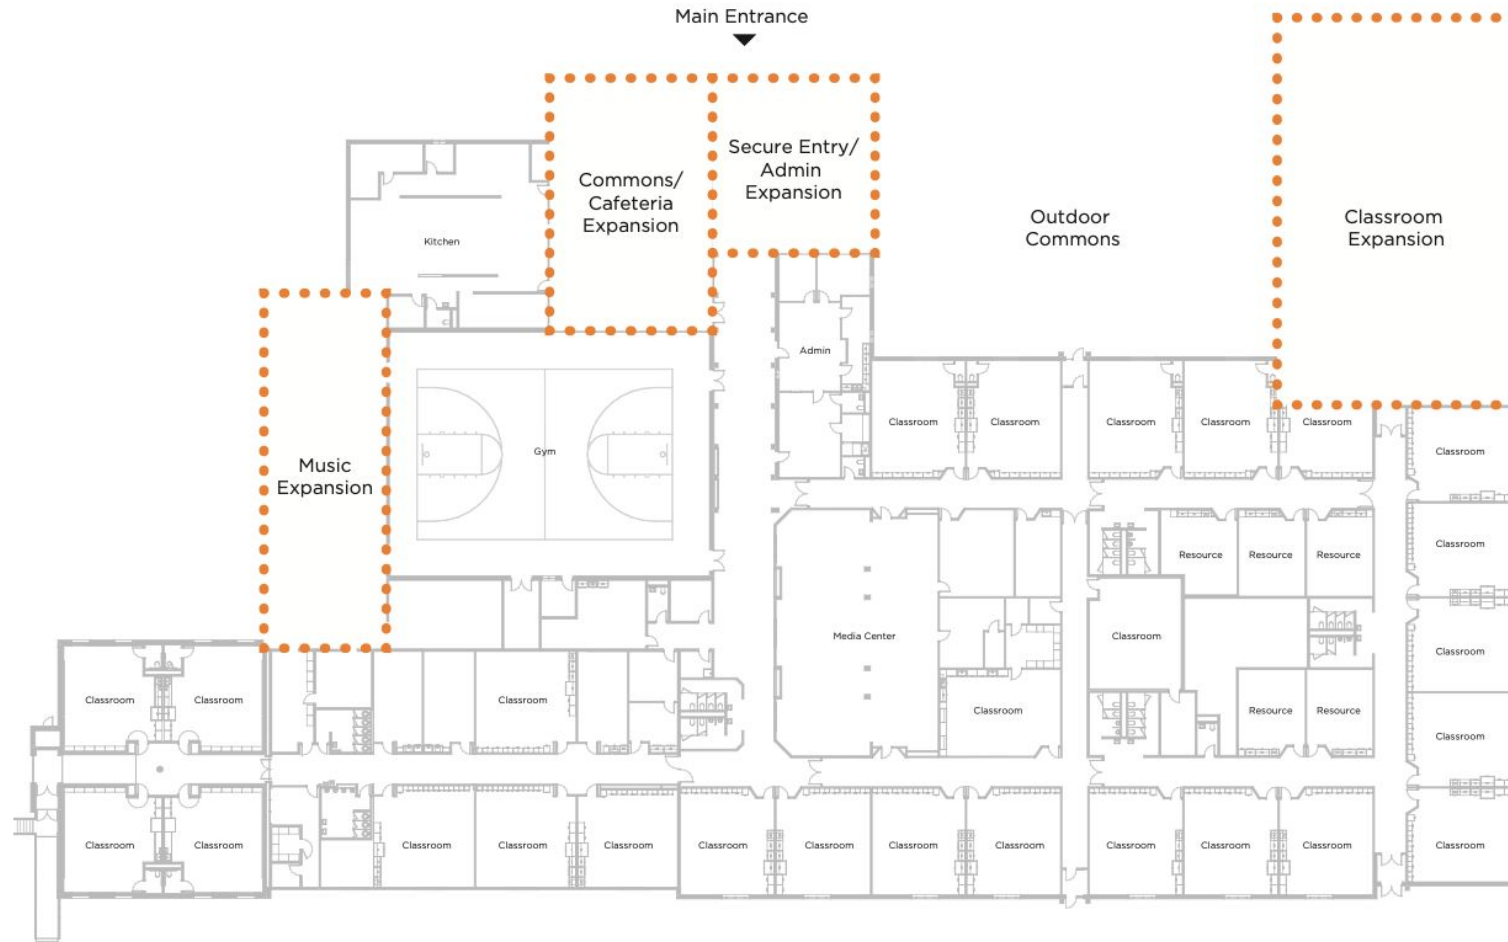 Main Entrance
Secure Entry/
Admin
Expansion
Commons/
Cafeteria
Expansion
Outdoor
Commons
Classroom
Expansion
Kitchen
Admin
Classroom
Classroom
Classroom
Classroom
Classroom
Gym
Classroom
Music
Expansion
Classroom
Resource
Resource
Resource
Media Center
Classroom
Classroom
Classroom
Classroom
Classroom
Classroom
Resource
Resource
Classroom
Classroom
Classroom
Classroom
Classroom
Classroom
Classroom
Classroom
Classroom
Classroom
Classroom
Classroom
Classroom
Classroom